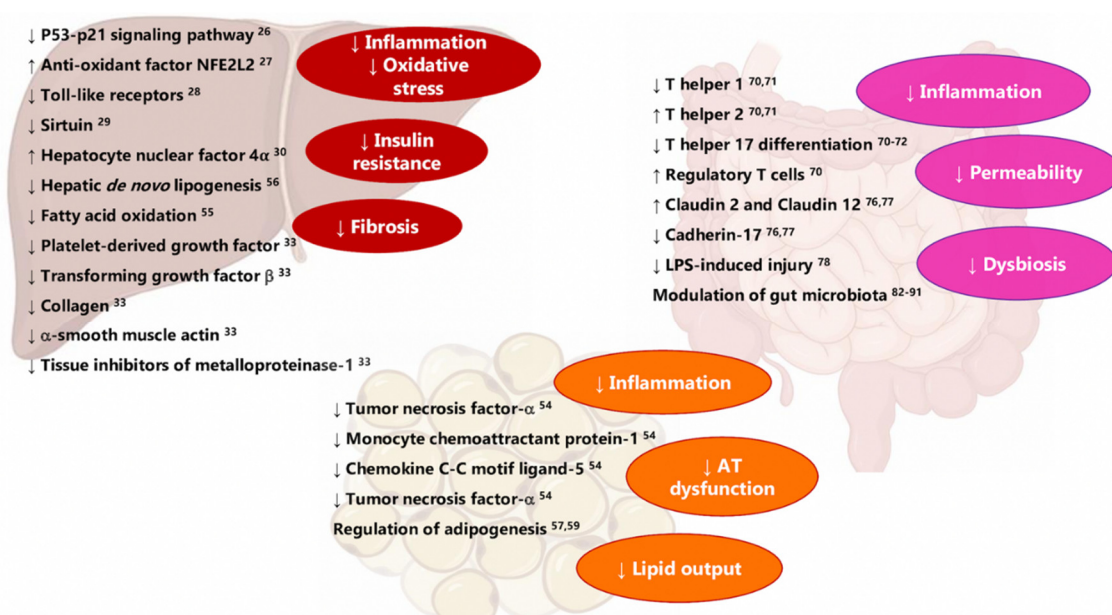 ↓ P53-p21 signaling pathway 26
↑ Anti-oxidant factor NFE2L2 27
↓ Toll-like receptors 28
↓ Sirtuin 29
↑ Hepatocyte nuclear factor 4α 30
↓ Hepatic de novo lipogenesis 56
↓ Fatty acid oxidation 55
↓ Platelet-derived growth factor 33
↓ Transforming growth factor β 33
↓ Collagen 33
↓ α-smooth muscle actin 33
↓ Tissue inhibitors of metalloproteinase-1 33
↓ Inflammation
↓ Oxidative
stress
↓ Insulin
resistance
↓ Fibrosis
↓ T helper 1 70,71
↑ T helper 2 70,71
↓ T helper 17 differentiation 70-72
↑ Regulatory T cells 70
↑ Claudin 2 and Claudin 12 76,77
↓ Cadherin-17 76,77
↓ LPS-induced injury 78
Modulation of gut microbiota 82-91
↓ Inflammation
↓ Permeability
↓ Dysbiosis
↓ Tumor necrosis factor-α 54
↓ Monocyte chemoattractant protein-1 54
↓ Chemokine C-C motif ligand-5 54
↓ Tumor necrosis factor-α 54
Regulation of adipogenesis 57,59
↓ Inflammation
↓ AT
dysfunction
↓ Lipid output